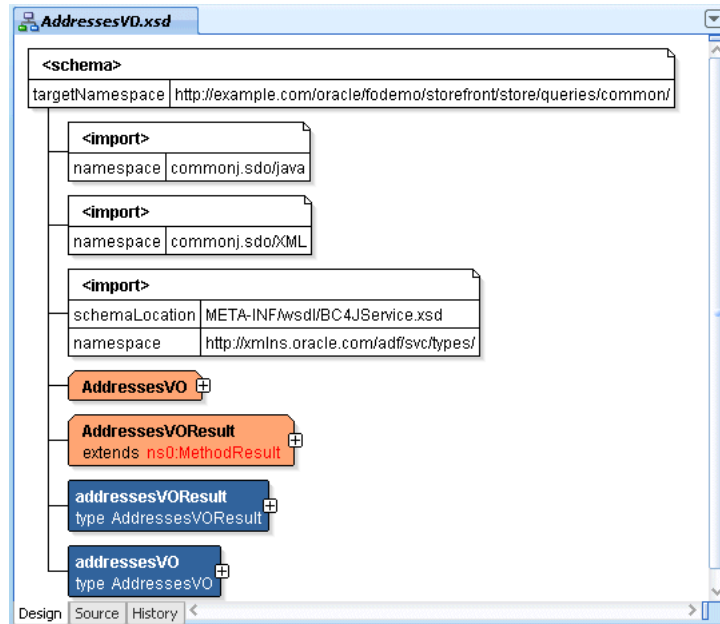 AddressesVO.xsd
<schema>
targetNamespace http://example.com/oracle/fodemo/storefront/store/queries/common/
<import>
namespace commonj.sdo/java
<import>
namespace commonj.sdo/XML
<import>
schemaLocation META-INF/wsdl/BC4JService.xsd
namespace http://xmlns.oracle.com/adf/svc/types/
AddressesVO
AddressesVOResult
extends ns0:MethodResult
addressesVOResult
type AddressesVOResult
addressesVO
type AddressesVO
Design Source History